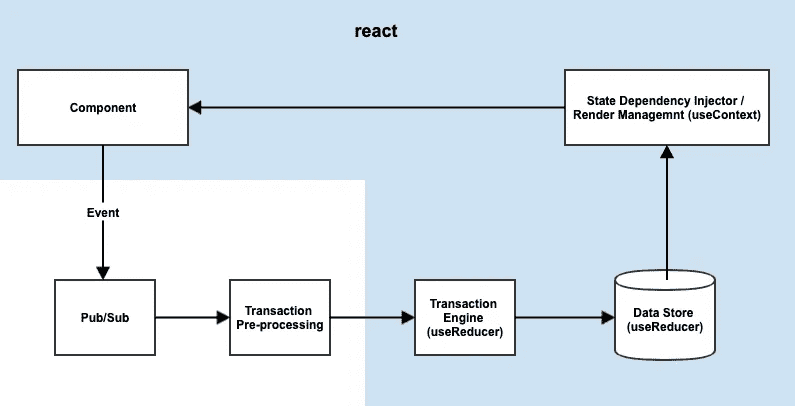 react
Component
State Dependency Injector /
Render Managemnt (useContext)
Event
Pub/Sub
Transaction
Pre-processing
Transaction
Engine
(useReducer)
Data Store
(useReducer)